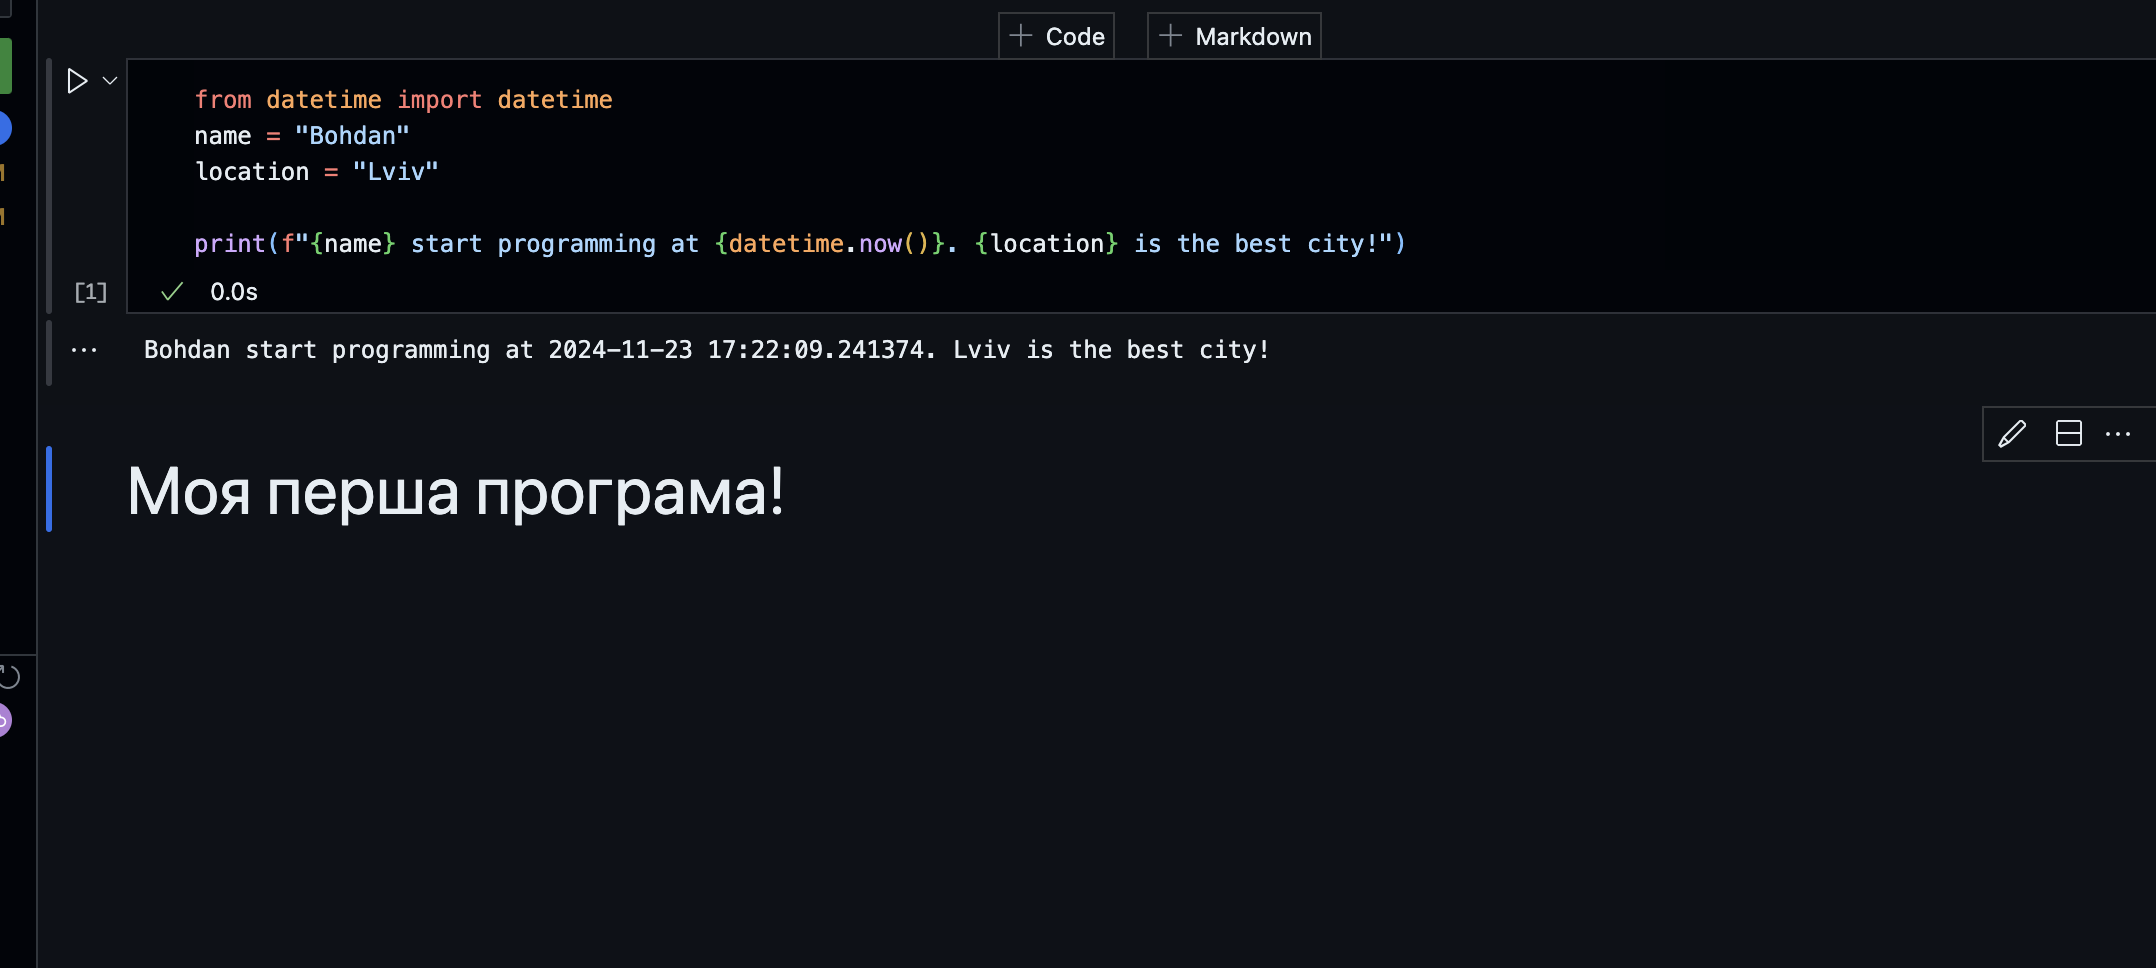 Code Markdown
from datetime import datetime
name = "Bohdan"
location = "Lviv"
print(f"{name} start programming at {datetime.now()}. {location} is the best city!")
[1] 0.0s
Bohdan start programming at 2024-11-23 17:22:09.241374. Lviv is the best city!
Моя перша програма!